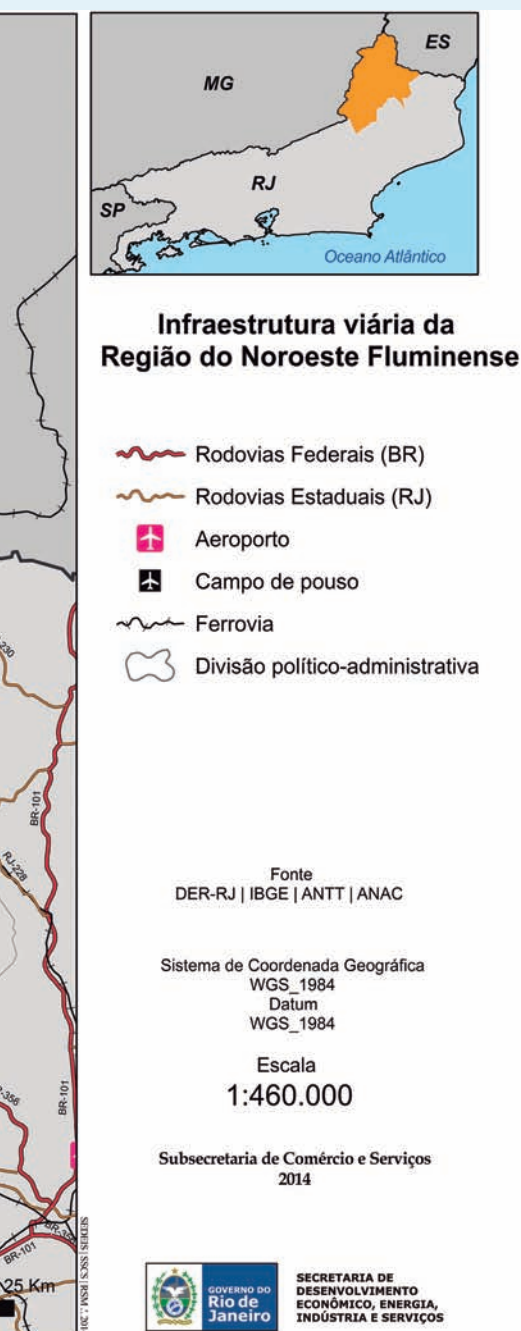 ES
MG
RJ
SP
Oceano Atlântico
Infraestrutura viária da
Região do Noroeste Fluminense
Rodovias Federais (BR)
Rodovias Estaduais (RJ)
Aeroporto
Campo de pouso
Ferrovia
Divisão político-administrativa
BR-101
RJ-228
BR-101
BR-101
25 Km
Fonte
DER-RJ | IBGE | ANTT | ANAC
Sistema de Coordenada Geográfica
WGS_1984
Datum
WGS_1984
Escala
1:460.000
Subsecretaria de Comércio e Serviços
2014
GOVERNO DO
Rio de
Janeiro
SECRETARIA DE
DESENVOLVIMENTO
ECONÔMICO, ENERGIA,
INDÚSTRIA E SERVIÇOS